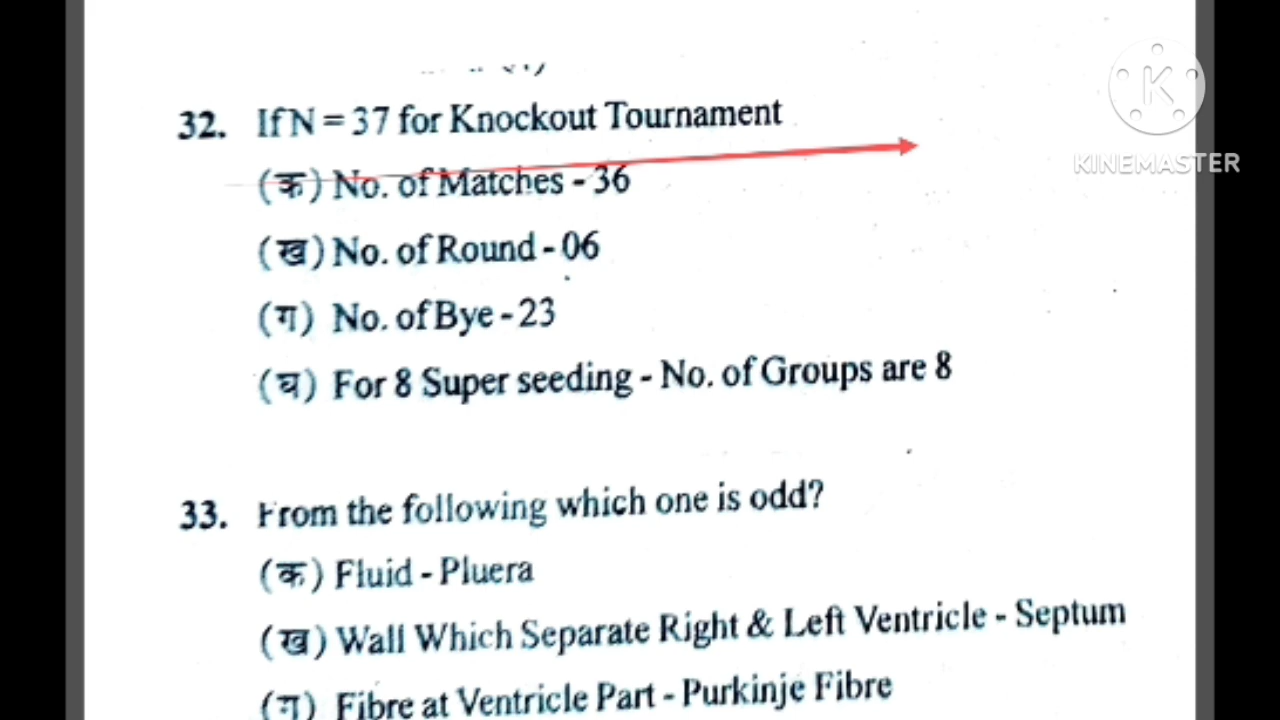 KINEMASTER
32. If N = 37 for Knockout Tournament
(क) No. of Matches - 36
(ख) No. of Round - 06
(ग) No. of Bye - 23
(घ) For 8 Super seeding - No. of Groups are 8
33. From the following which one is odd?
(क) Fluid - Pluera
(ख) Wall Which Separate Right & Left Ventricle - Septum
(ग) Fibre at Ventricle Part - Purkinje Fibre